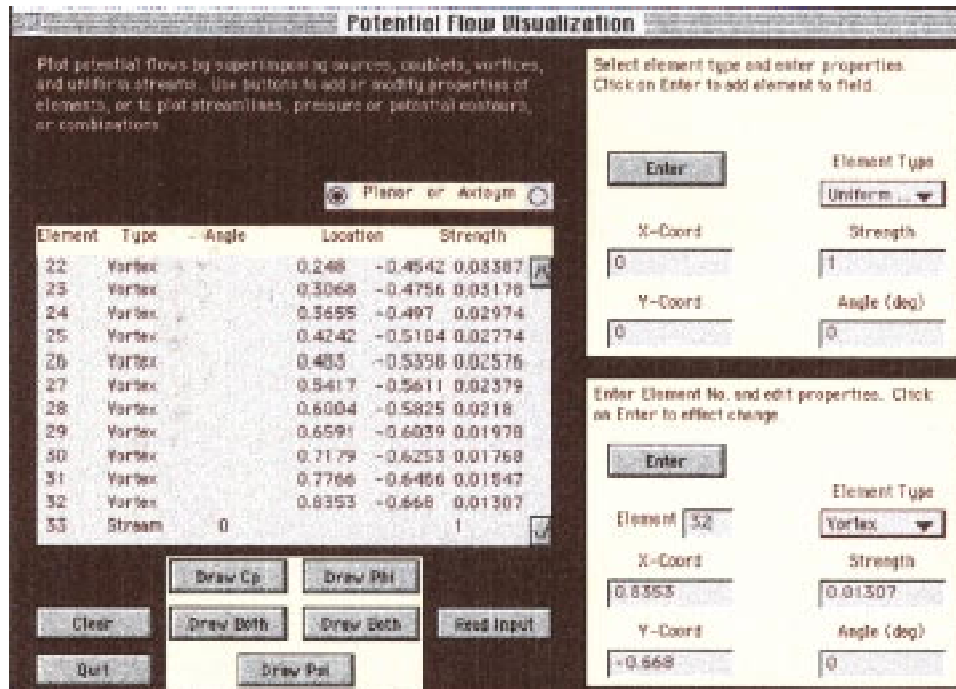 Potential Flow Visualization
Plot potential flows by superimposing sources, doublets, vortices,
and uniform streams. Use buttons to add or modify properties of
elements, or to plot streamlines, pressure or potential contours,
or combinations
Planar or Axisym
Element Type Angle Location Strength
22 Vortex 0.248 -0.4542 0.03387
23 Vortex 0.3068 -0.4756 0.03178
24 Vortex 0.3655 -0.497 0.02974
25 Vortex 0.4242 -0.5184 0.02774
26 Vortex 0.483 -0.5398 0.02576
27 Vortex 0.5417 -0.5611 0.02379
28 Vortex 0.6004 -0.5825 0.0218
29 Vortex 0.6591 -0.6039 0.01978
30 Vortex 0.7179 -0.6253 0.01768
31 Vortex 0.7766 -0.6466 0.01547
32 Vortex 0.8353 -0.668 0.01307
33 Stream 0 1
Draw Cp Draw Phi
Clear Draw Both Draw Both Read Input
Quit Draw Psi
Select element type and enter properties.
Click on Enter to add element to field.
Enter Element Type
Uniform ...
X-Coord Strength
0 1
Y-Coord Angle (deg)
0 0
Enter Element No. and edit properties. Click
on Enter to effect change
Enter
Element Type
Element 32 Vortex
X-Coord Strength
0.8353 0.01307
Y-Coord Angle (deg)
-0.668 0